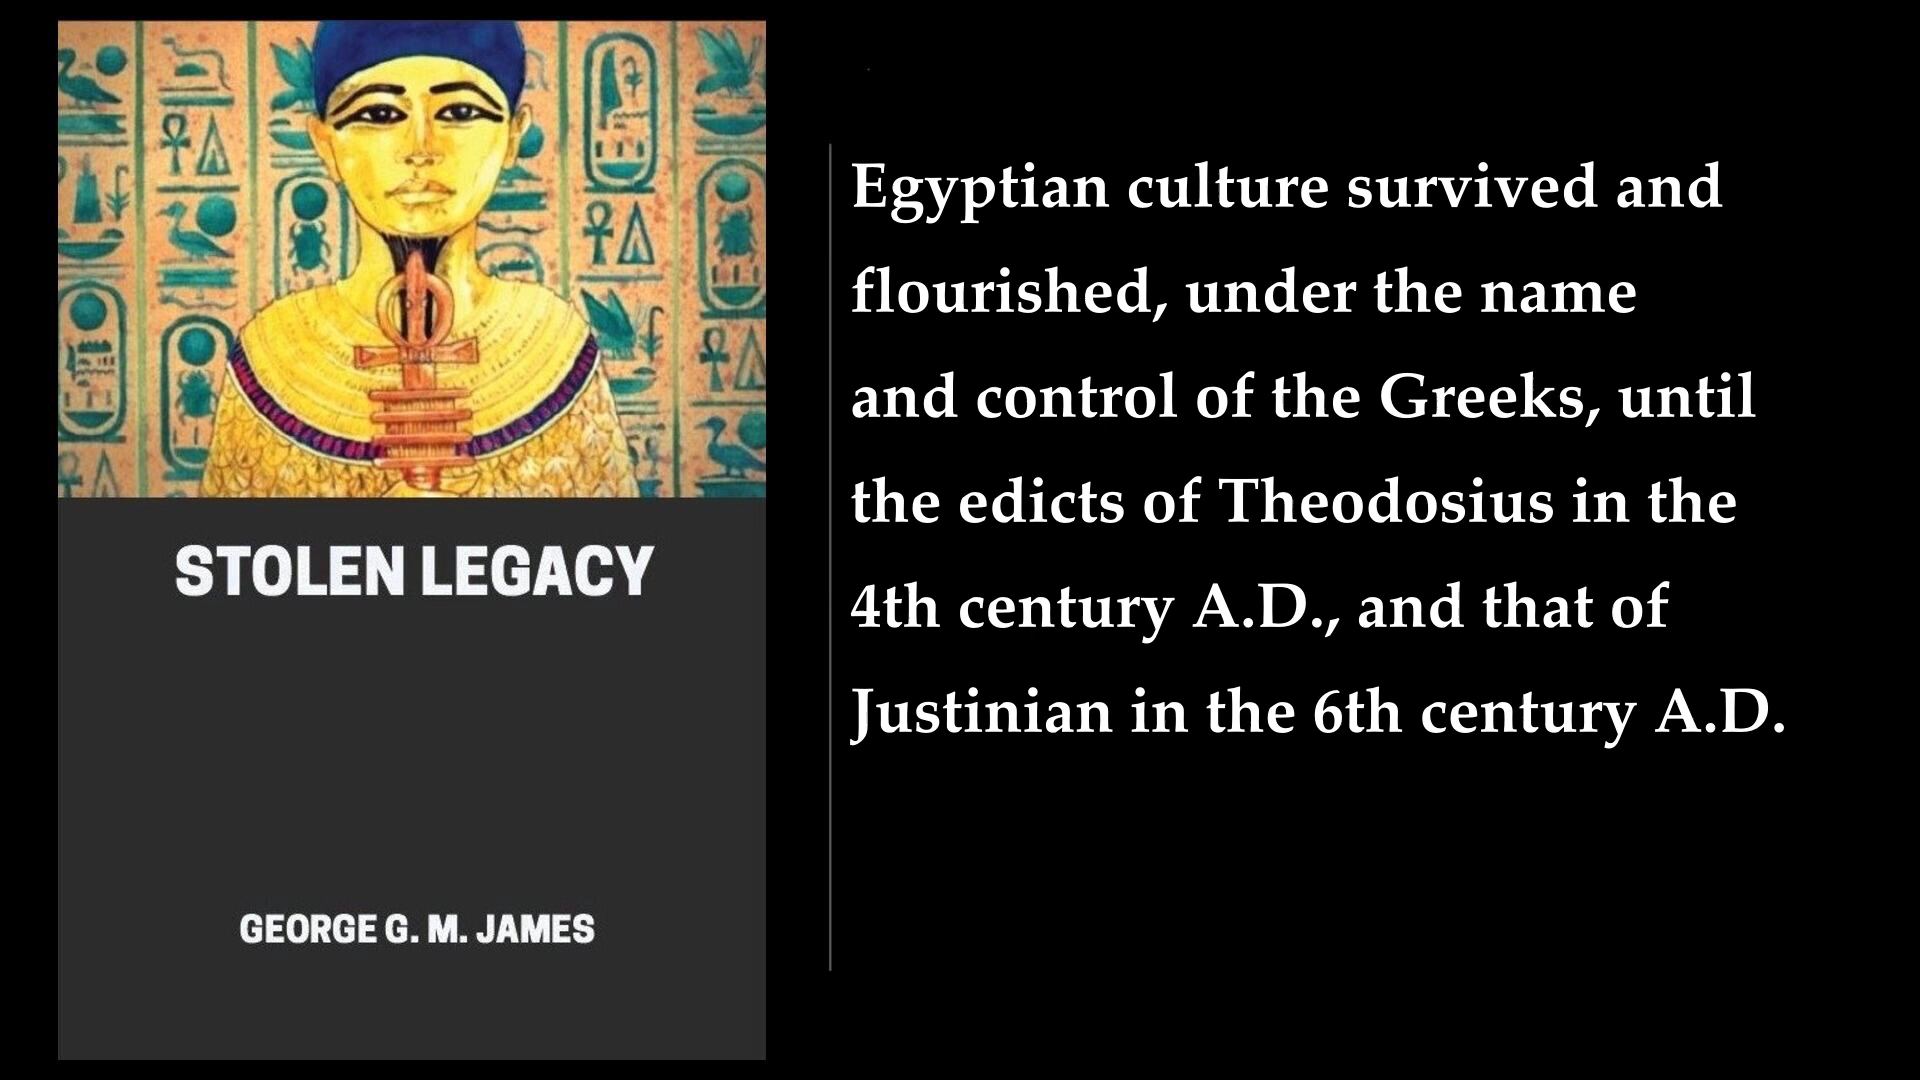 STOLEN LEGACY
GEORGE G. M. JAMES
Egyptian culture survived and
flourished, under the name
and control of the Greeks, until
the edicts of Theodosius in the
4th century A.D., and that of
Justinian in the 6th century A.D.